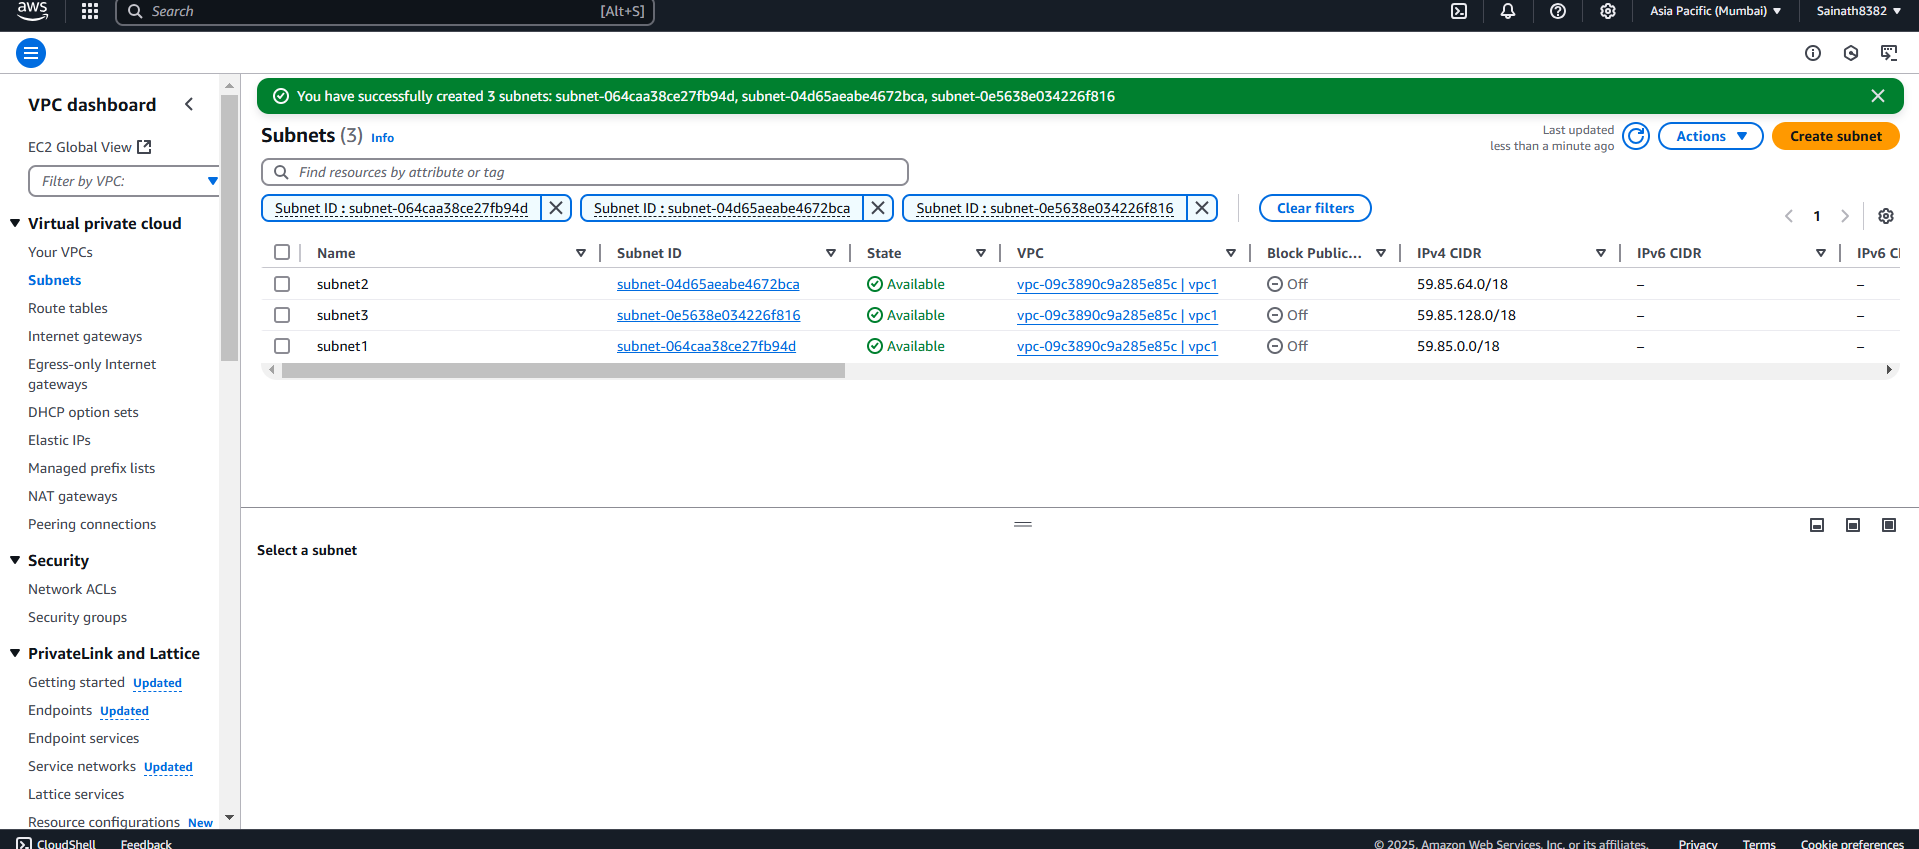 aws
Search [Alt+S]
Asia Pacific (Mumbai) Sainath8382
VPC dashboard
EC2 Global View
Filter by VPC:
Virtual private cloud
Your VPCs
Subnets
Route tables
Internet gateways
Egress-only Internet
gateways
DHCP option sets
Elastic IPs
Managed prefix lists
NAT gateways
Peering connections
Security
Network ACLs
Security groups
PrivateLink and Lattice
Getting started Updated
Endpoints Updated
Endpoint services
Service networks Updated
Lattice services
Resource configurations New
You have successfully created 3 subnets: subnet-064caa38ce27fb94d, subnet-04d65aeabe4672bca, subnet-0e5638e034226f816
Subnets (3) Info
Last updated
less than a minute ago
Actions
Create subnet
Find resources by attribute or tag
Subnet ID : subnet-064caa38ce27fb94d
Subnet ID : subnet-04d65aeabe4672bca
Subnet ID : subnet-0e5638e034226f816
Clear filters
1
Name Subnet ID State VPC Block Public... IPv4 CIDR IPv6 CIDR IPv6 CI
subnet2 subnet-04d65aeabe4672bca Available vpc-09c3890c9a285e85c | vpc1 Off 59.85.64.0/18 – –
subnet3 subnet-0e5638e034226f816 Available vpc-09c3890c9a285e85c | vpc1 Off 59.85.128.0/18 – –
subnet1 subnet-064caa38ce27fb94d Available vpc-09c3890c9a285e85c | vpc1 Off 59.85.0.0/18 – –
Select a subnet
CloudShell Feedback © 2025, Amazon Web Services, Inc. or its affiliates. Privacy Terms Cookie preferences